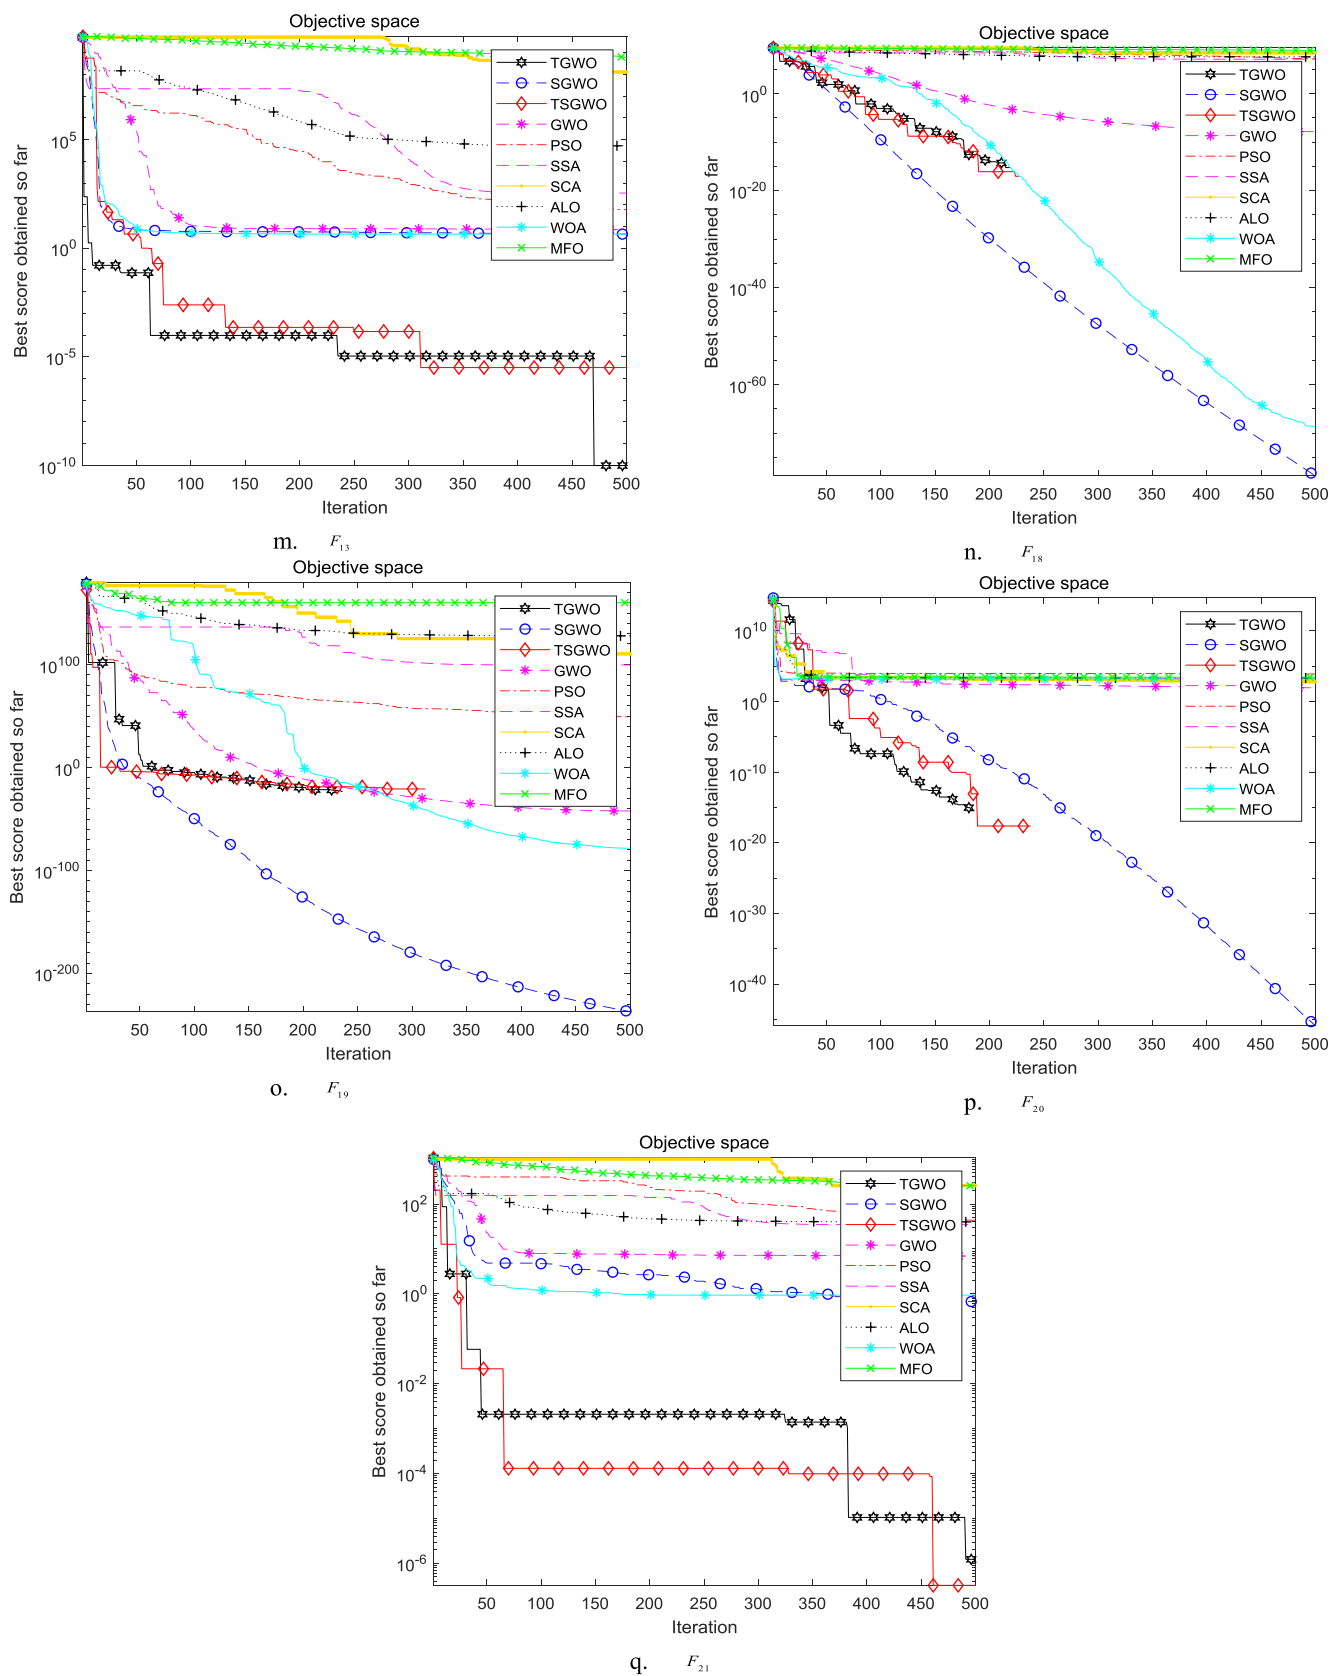 Objective space
Best score obtained so far
10^5
10^0
10^-5
10^-10
TGWO
SGWO
TSGWO
GWO
PSO
SSA
SCA
ALO
WOA
MFO
50 100 150 200 250 300 350 400 450 500
Iteration
m. F_13
Objective space
Best score obtained so far
10^0
10^-20
10^-40
10^-60
TGWO
SGWO
TSGWO
GWO
PSO
SSA
SCA
ALO
WOA
MFO
50 100 150 200 250 300 350 400 450 500
Iteration
n. F_18
Objective space
Best score obtained so far
10^100
10^0
10^-100
10^-200
TGWO
SGWO
TSGWO
GWO
PSO
SSA
SCA
ALO
WOA
MFO
50 100 150 200 250 300 350 400 450 500
Iteration
o. F_19
Objective space
Best score obtained so far
10^10
10^0
10^-10
10^-20
10^-30
10^-40
TGWO
SGWO
TSGWO
GWO
PSO
SSA
SCA
ALO
WOA
MFO
50 100 150 200 250 300 350 400 450 500
Iteration
p. F_20
Objective space
Best score obtained so far
10^2
10^0
10^-2
10^-4
10^-6
TGWO
SGWO
TSGWO
GWO
PSO
SSA
SCA
ALO
WOA
MFO
50 100 150 200 250 300 350 400 450 500
Iteration
q. F_21